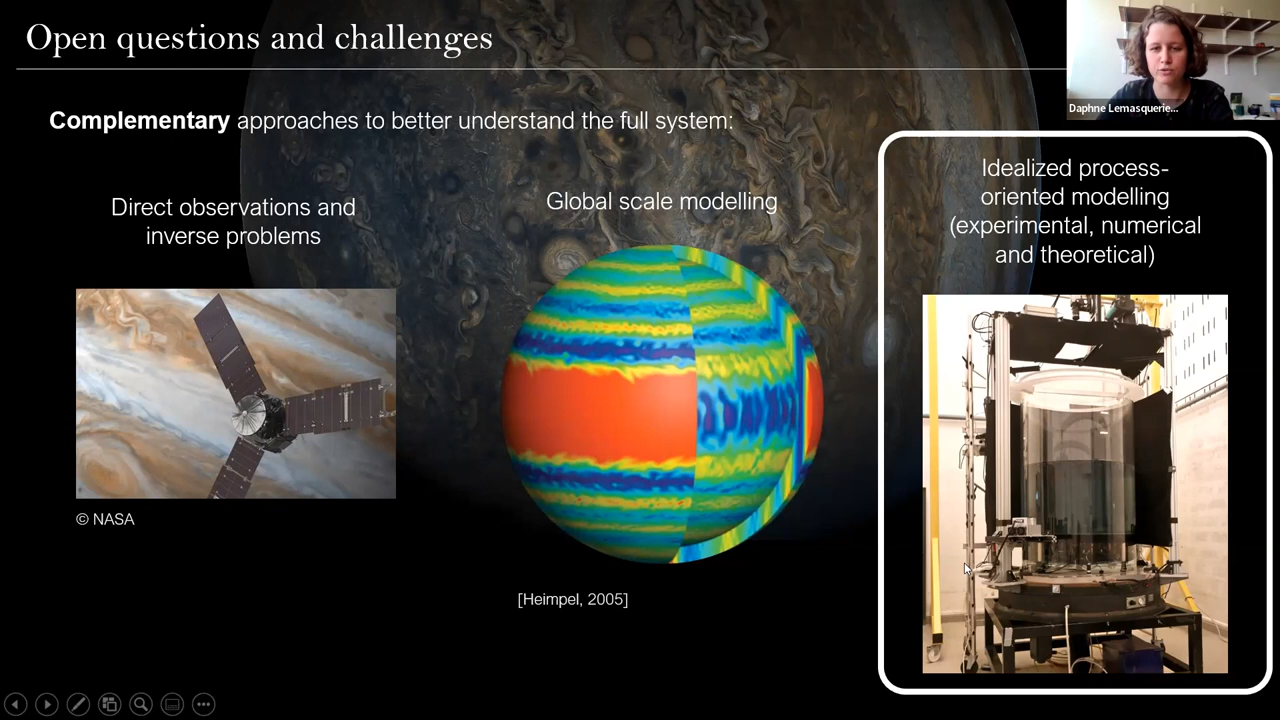 Open questions and challenges
Daphne Lemasquerie...
Complementary approaches to better understand the full system:
Direct observations and
inverse problems
© NASA
Global scale modelling
[Heimpel, 2005]
Idealized process-
oriented modelling
(experimental, numerical
and theoretical)